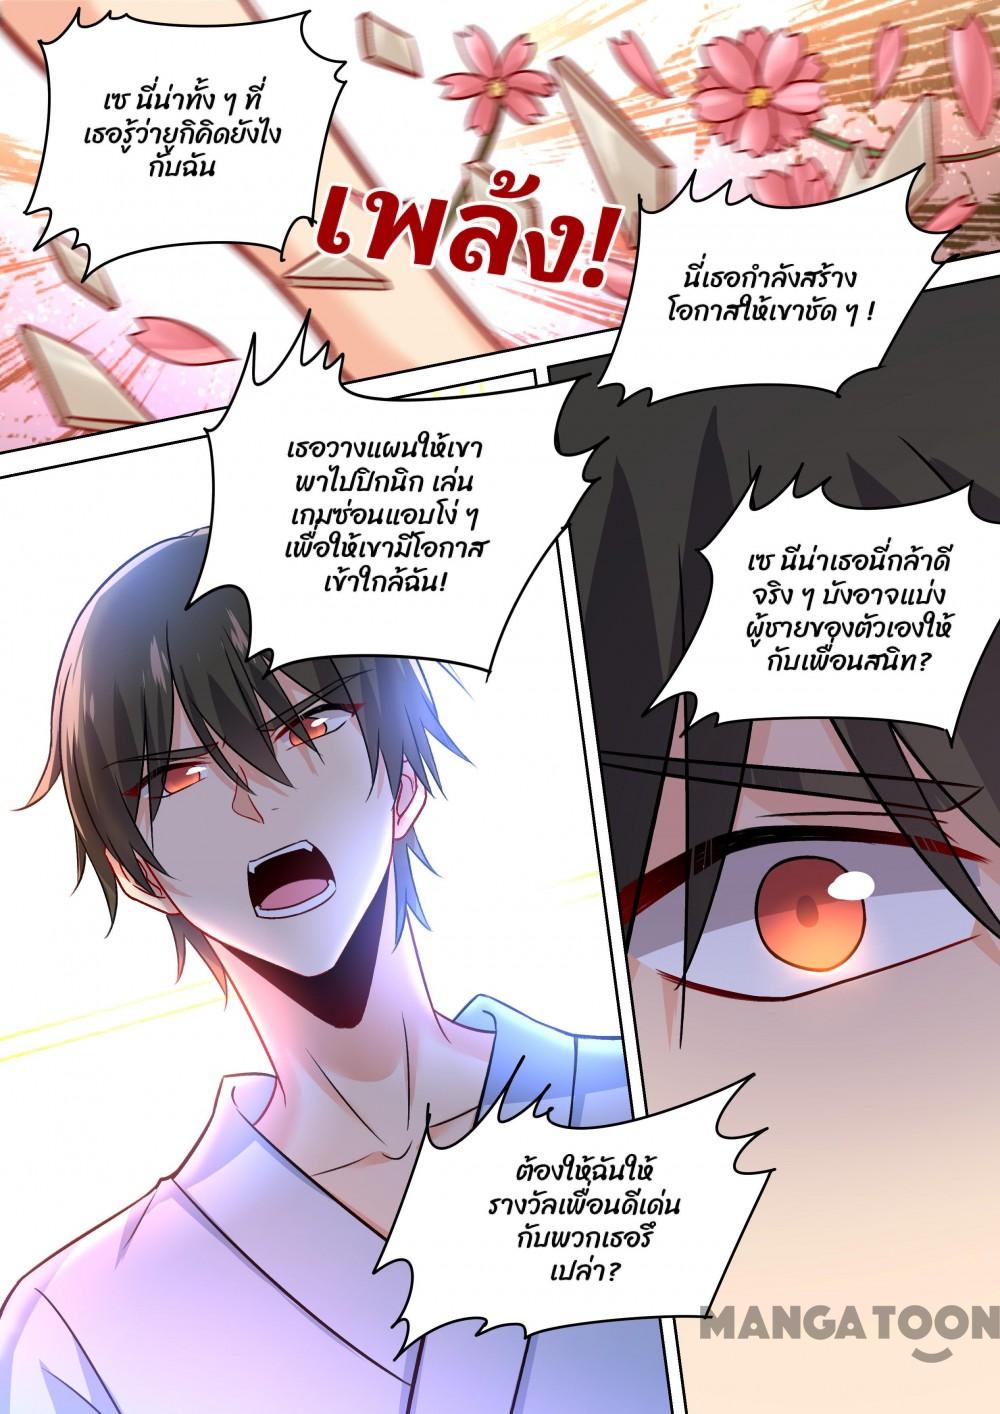 เซ นี่น่าทั้ง ๆ ที่
เธอรู้ว่ายูกิคิดยังไง
กับฉัน
เพล้ง!
นี่เธอกำลังสร้าง
โอกาสให้เขาชัด ๆ !
เธอวางแผนให้เขา
พาไปปิกนิก เล่น
เกมซ่อนแอบโง่ ๆ
เพื่อให้เขามีโอกาส
เข้าใกล้ฉัน!
เซ นีน่าเธอนี่กล้าดี
จริง ๆ บังอาจแบ่ง
ผู้ชายของตัวเองให้
กับเพื่อนสนิท?
ต้องให้ฉันให้
รางวัลเพื่อนดีเด่น
กับพวกเธอรึ
เปล่า?
MANGATOON